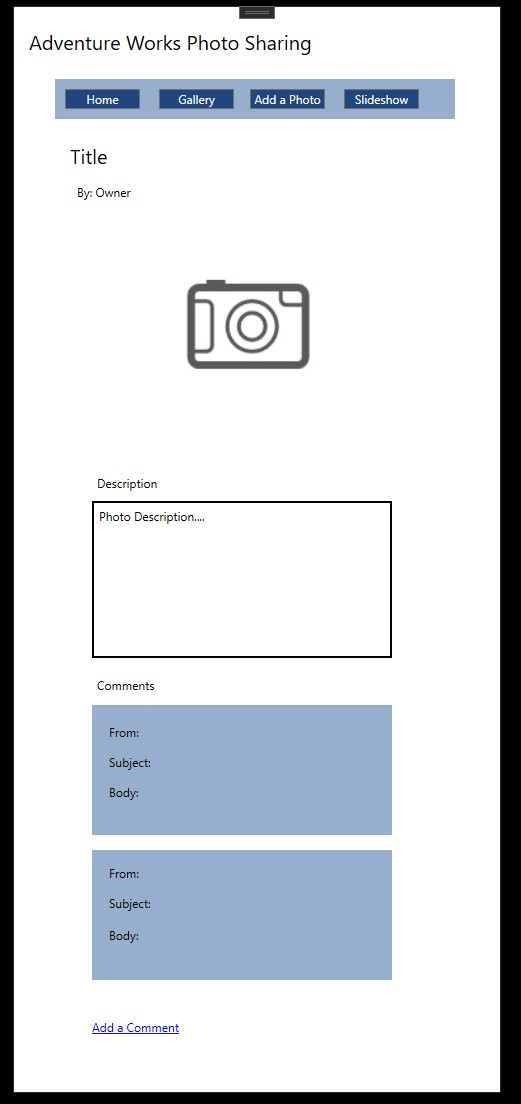 Adventure Works Photo Sharing
Home Gallery Add a Photo Slideshow
Title
By: Owner
Description
Photo Description....
Comments
From:
Subject:
Body:
From:
Subject:
Body:
Add a Comment